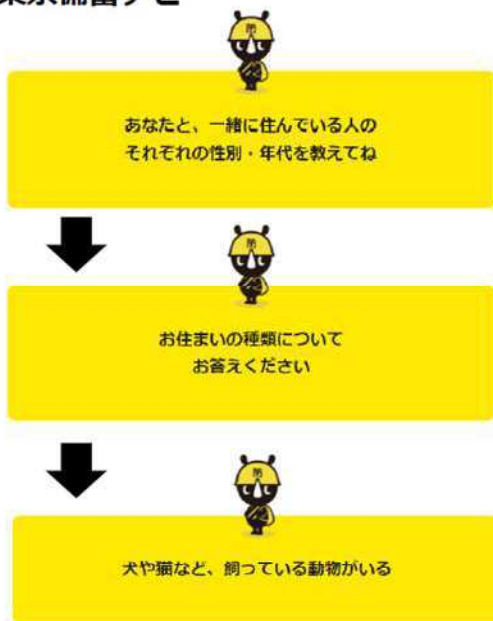 東京備蓄ナビ
防
あなたと、一緒に住んでいる人の
それぞれの性別・年代を教えてね
防
お住まいの種類について
お答えください
防
犬や猫など、飼っている動物がいる